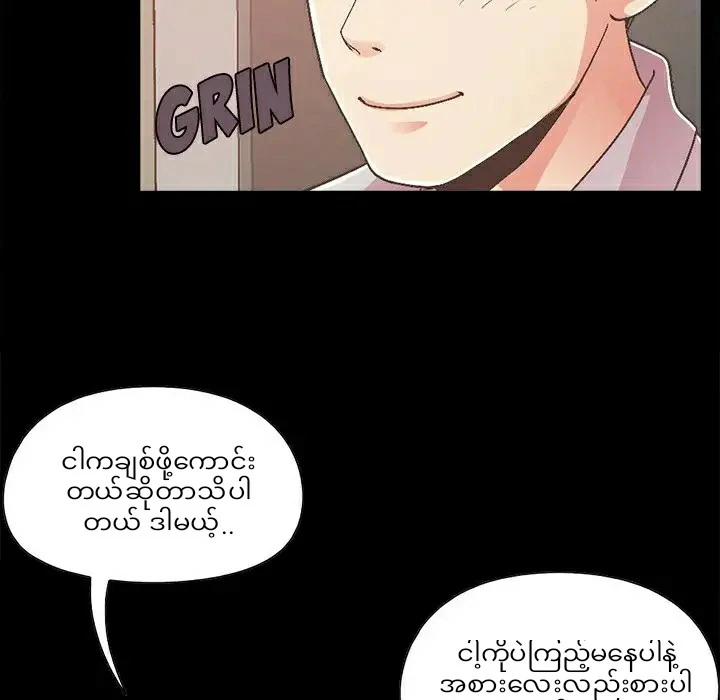 GRIN
ငါကချစ်ဖို့ကောင်း
တယ်ဆိုတာသိပါ
တယ် ဒါမယ့်..
ငါ့ကိုပဲကြည့်မနေပါနဲ့
အစားလေးလည်းစားပါ